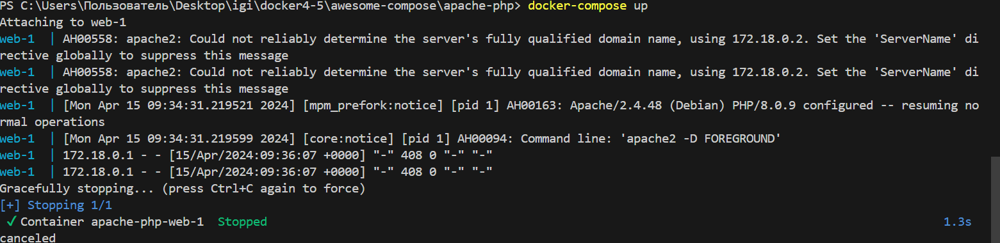 PS C:\Users\Пользователь\Desktop\igi\docker4-5\awesome-compose\apache-php> docker-compose up
Attaching to web-1
web-1  | AH00558: apache2: Could not reliably determine the server's fully qualified domain name, using 172.18.0.2. Set the 'ServerName' di
rective globally to suppress this message
web-1  | AH00558: apache2: Could not reliably determine the server's fully qualified domain name, using 172.18.0.2. Set the 'ServerName' di
rective globally to suppress this message
web-1  | [Mon Apr 15 09:34:31.219521 2024] [mpm_prefork:notice] [pid 1] AH00163: Apache/2.4.48 (Debian) PHP/8.0.9 configured -- resuming no
rmal operations
web-1  | [Mon Apr 15 09:34:31.219599 2024] [core:notice] [pid 1] AH00094: Command line: 'apache2 -D FOREGROUND'
web-1  | 172.18.0.1 - - [15/Apr/2024:09:36:07 +0000] "-" 408 0 "-" "-"
web-1  | 172.18.0.1 - - [15/Apr/2024:09:36:07 +0000] "-" 408 0 "-" "-"
Gracefully stopping... (press Ctrl+C again to force)
[+] Stopping 1/1
 ✓ Container apache-php-web-1  Stopped 1.3s
canceled